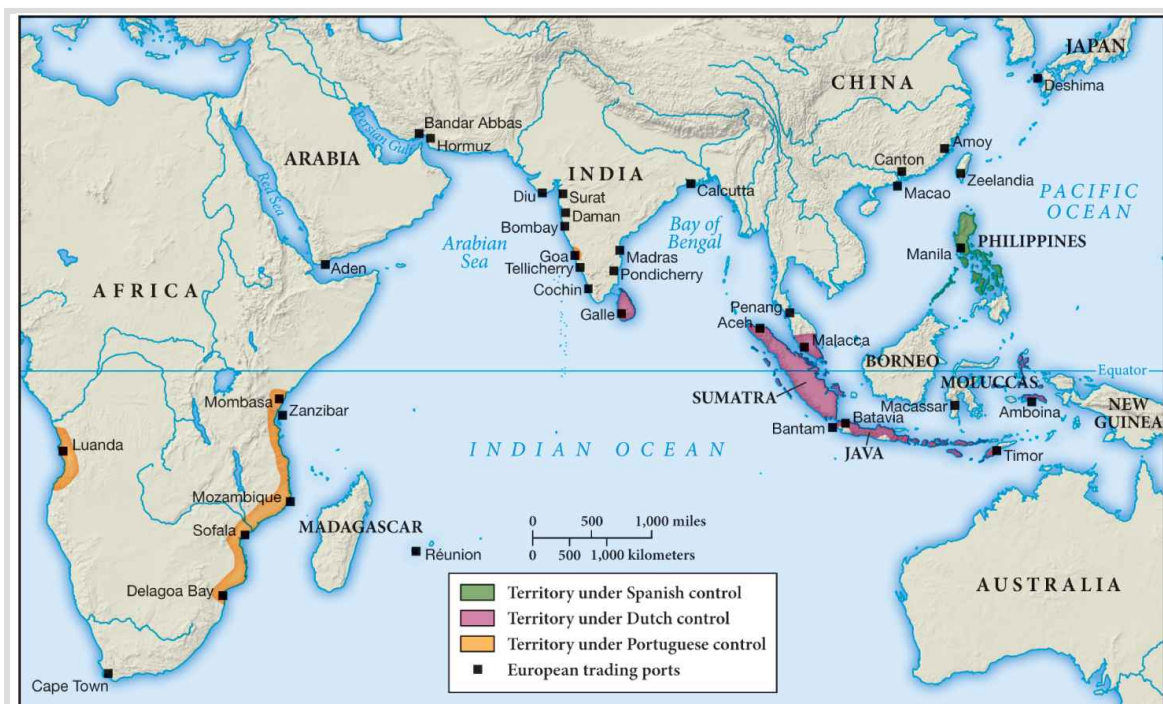 JAPAN
CHINA
Deshima
Bandar Abbas
Persian Gulf
Hormuz
ARABIA
Amoy
Canton
Zeelandia
Macao
INDIA
Diu
Surat
Calcutta
Daman
Bombay
PACIFIC
OCEAN
Red
Sea
Bay of
Bengal
Arabian
Sea
Goa
Madras
Tellicherry
Pondicherry
Cochin
Galle
Manila
PHILIPPINES
Aden
AFRICA
Penang
Aceh
Malacca
BORNEO
Equator
MOLUCCAS
SUMATRA
Macassar
Amboina
NEW
GUINEA
Mombasa
Zanzibar
Batavia
Bantam
JAVA
Timor
Luanda
INDIAN OCEAN
Mozambique
Sofala
MADAGASCAR
Réunion
0 500 1,000 miles
0 500 1,000 kilometers
Delagoa Bay
AUSTRALIA
Cape Town
Territory under Spanish control
Territory under Dutch control
Territory under Portuguese control
European trading ports